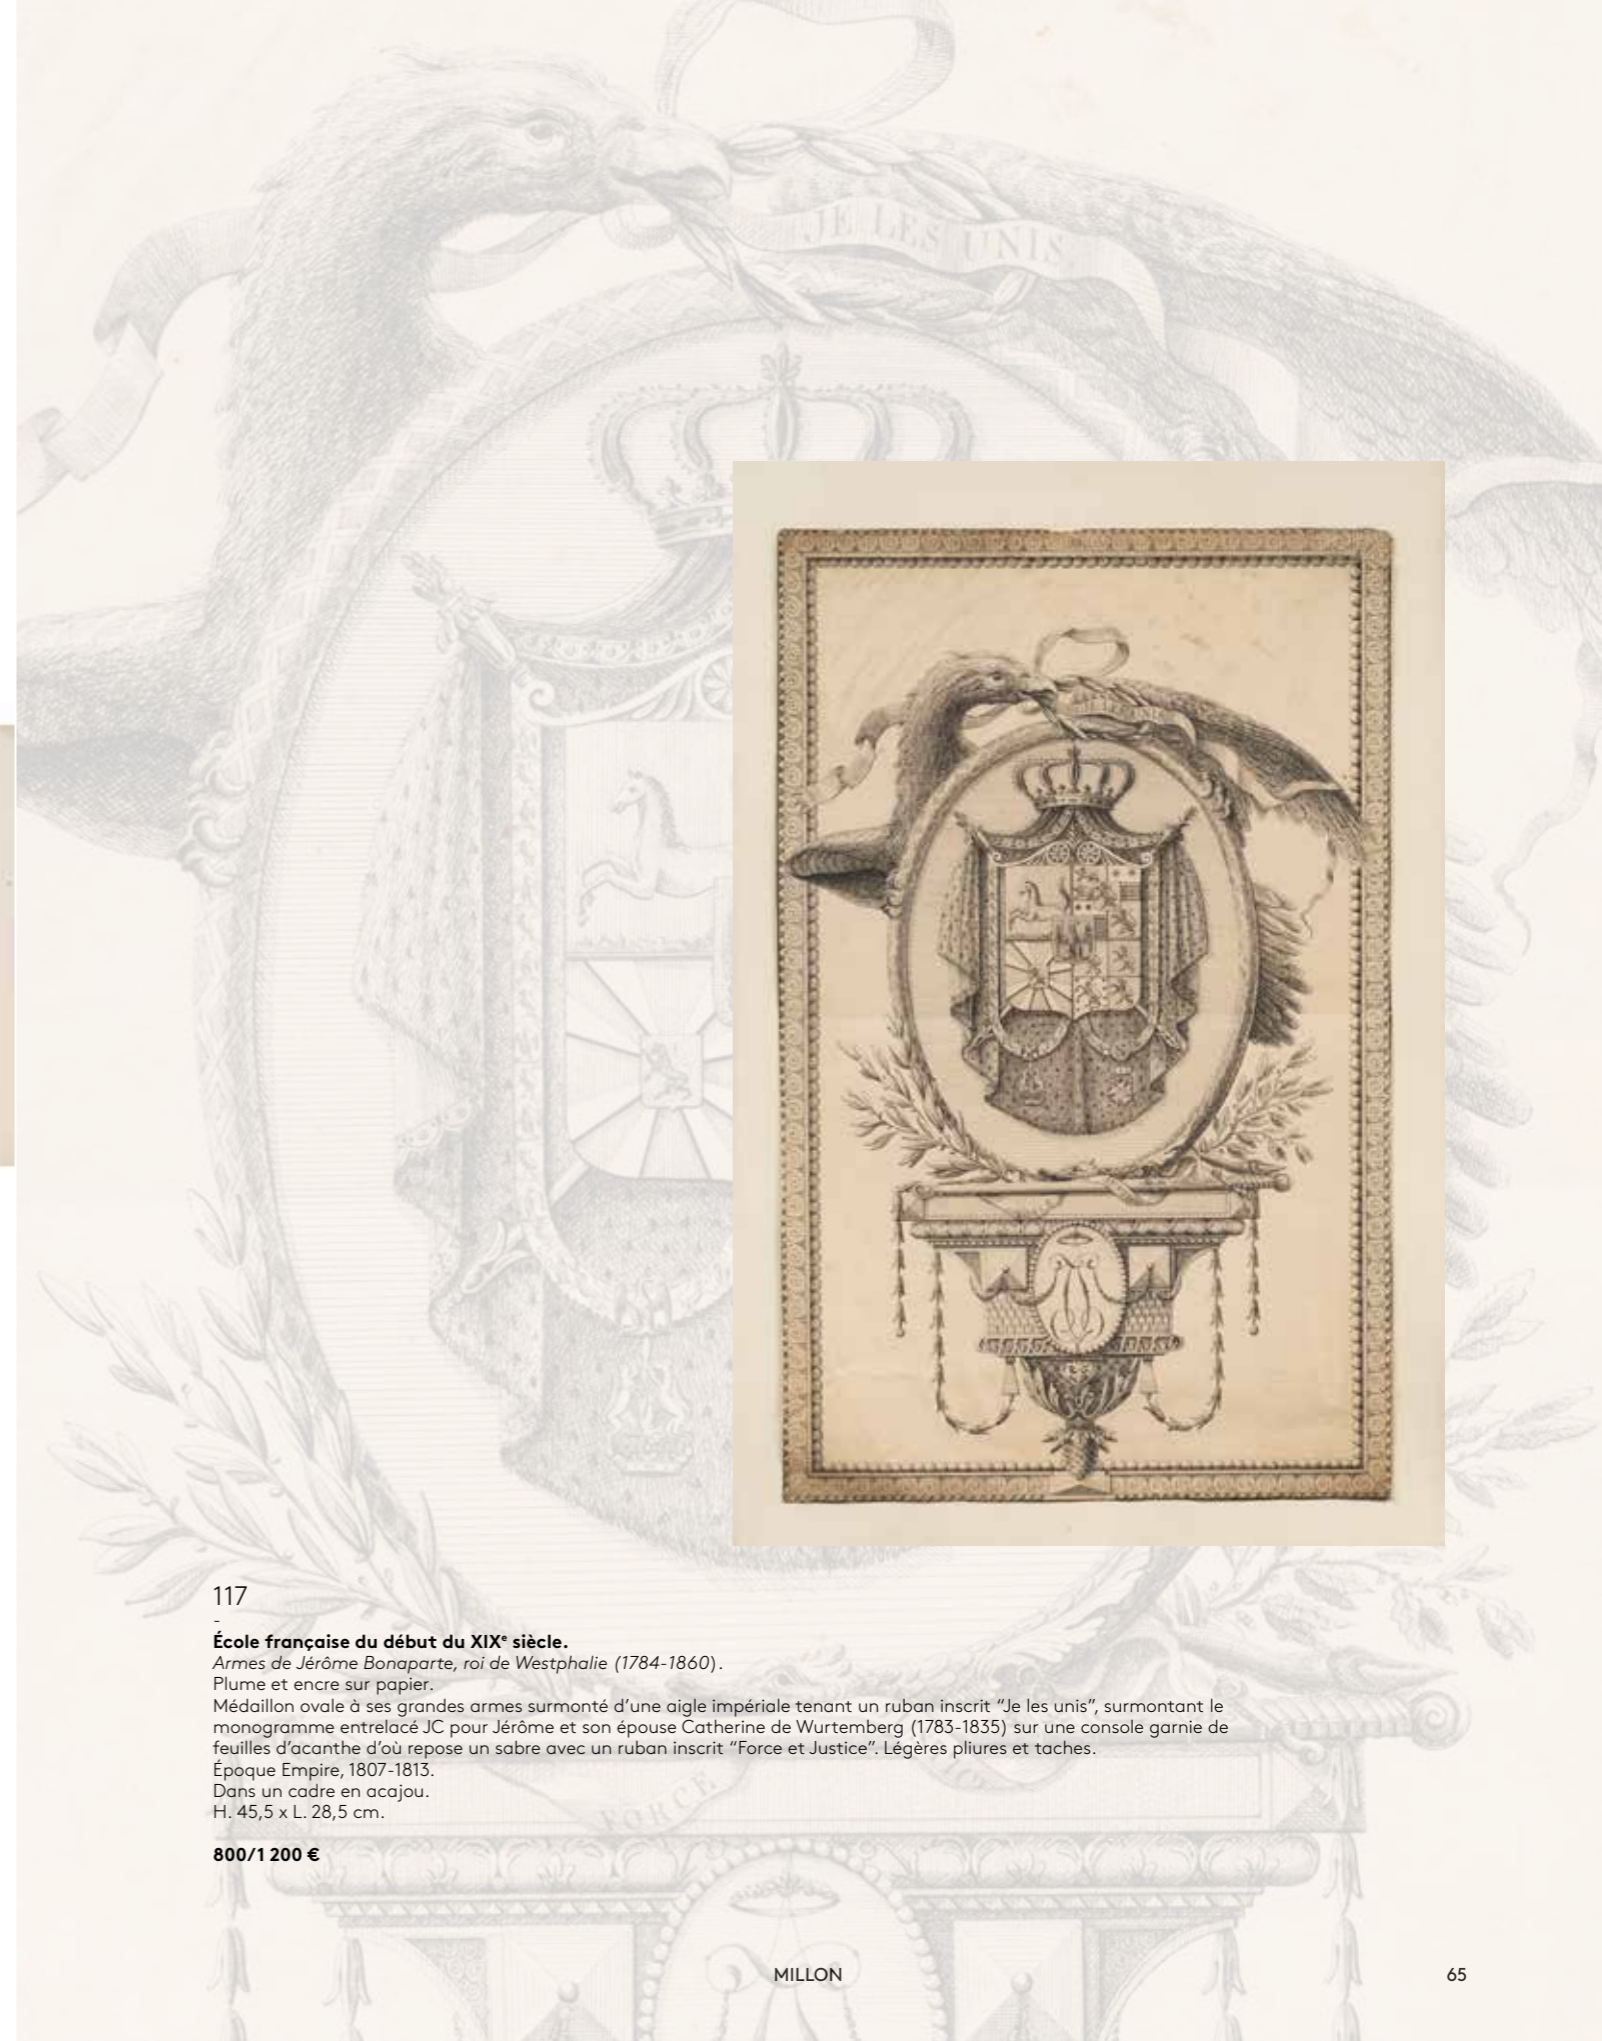 JE LES UNIS
117
-
École française du début du XIXᵉ siècle.
Armes de Jérôme Bonaparte, roi de Westphalie (1784-1860).
Plume et encre sur papier.
Médaillon ovale à ses grandes armes surmonté d’une aigle impériale tenant un ruban inscrit “Je les unis”, surmontant le
monogramme entrelacé JC pour Jérôme et son épouse Catherine de Wurtemberg (1783-1835) sur une console garnie de
feuilles d’acanthe d’où repose un sabre avec un ruban inscrit “Force et Justice”. Légères pliures et taches.
Époque Empire, 1807-1813.
Dans un cadre en acajou.
H. 45,5 x L. 28,5 cm.
800/1 200 €
FORCE
MILLON
65